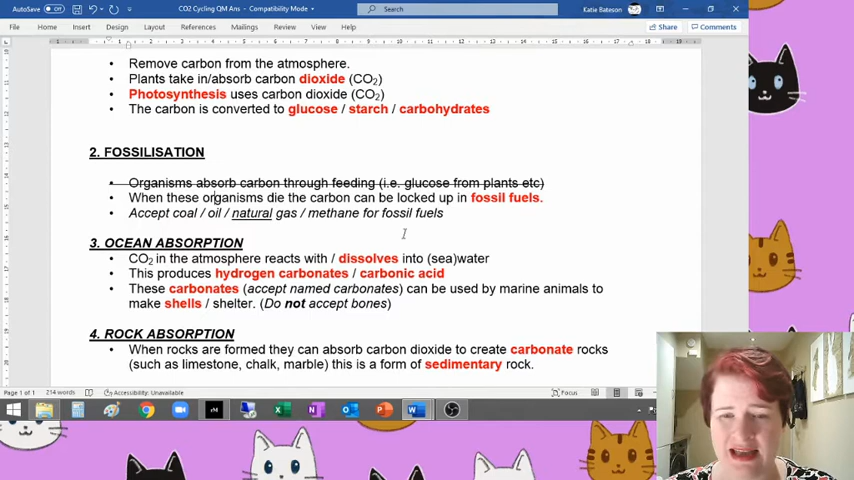 AutoSave Off
CO2 Cycling QM Ans - Compatibility Mode
Search
Katie Bateson
File Home Insert Design Layout References Mailings Review View Help Share Comments
Remove carbon from the atmosphere.
Plants take in/absorb carbon dioxide (CO2)
Photosynthesis uses carbon dioxide (CO2)
The carbon is converted to glucose / starch / carbohydrates
2. FOSSILISATION
Organisms absorb carbon through feeding (i.e. glucose from plants etc)
When these organisms die the carbon can be locked up in fossil fuels.
Accept coal / oil / natural gas / methane for fossil fuels
3. OCEAN ABSORPTION
CO2 in the atmosphere reacts with / dissolves into (sea)water
This produces hydrogen carbonates / carbonic acid
These carbonates (accept named carbonates) can be used by marine animals to
make shells / shelter. (Do not accept bones)
4. ROCK ABSORPTION
When rocks are formed they can absorb carbon dioxide to create carbonate rocks
(such as limestone, chalk, marble) this is a form of sedimentary rock.
Page 1 of 1 214 words Accessibility: Unavailable Focus